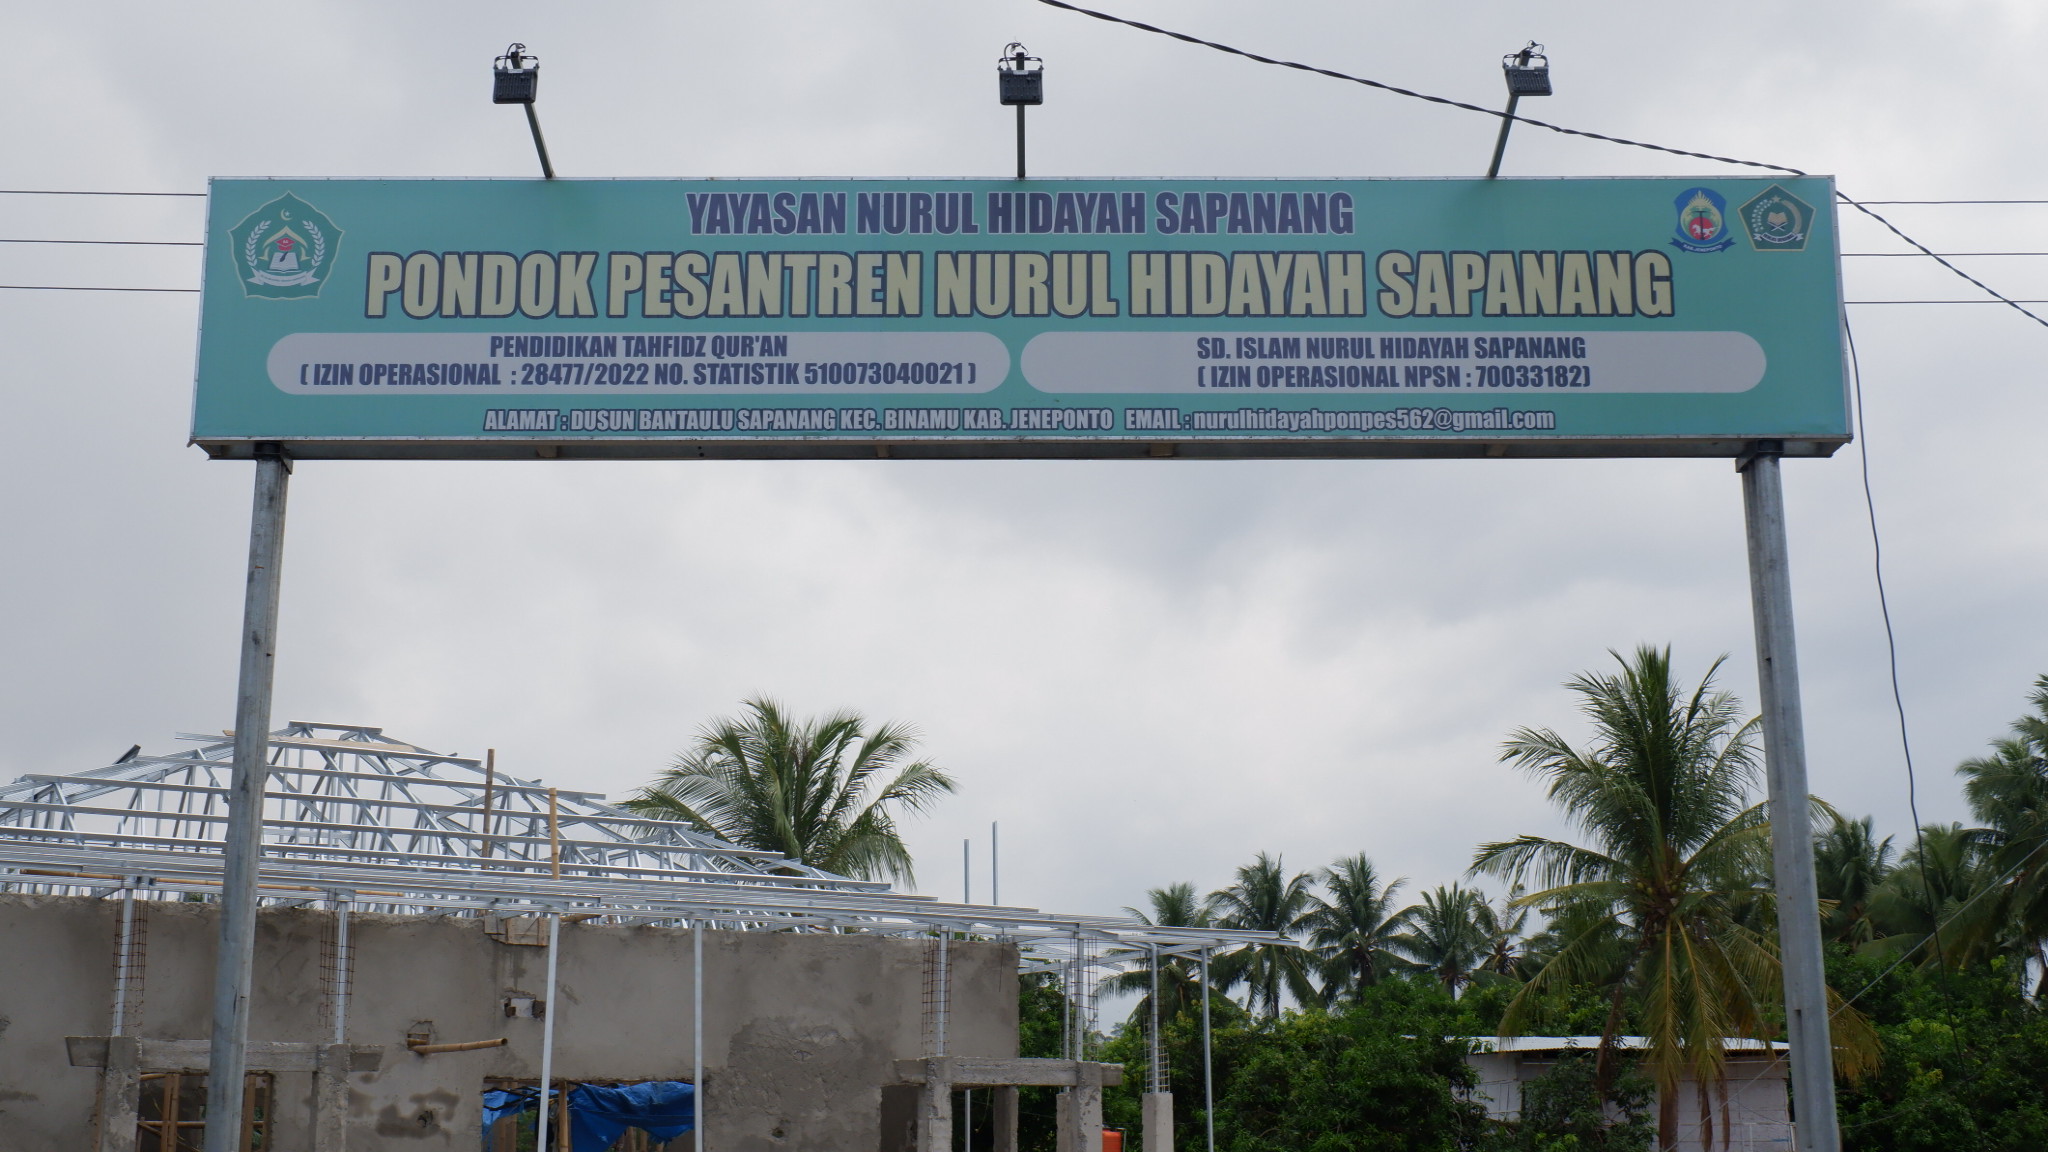 YAYASAN NURUL HIDAYAH SAPANANG
PONDOK PESANTREN NURUL HIDAYAH SAPANANG
PENDIDIKAN TAHFIDZ QUR'AN
( IZIN OPERASIONAL : 28477/2022 NO. STATISTIK 510073040021 )
SD. ISLAM NURUL HIDAYAH SAPANANG
( IZIN OPERASIONAL NPSN : 70033182)
ALAMAT : DUSUN BANTAULU SAPANANG KEC. BINAMU KAB. JENEPONTO EMAIL : nurulhidayahponpes562@gmail.com